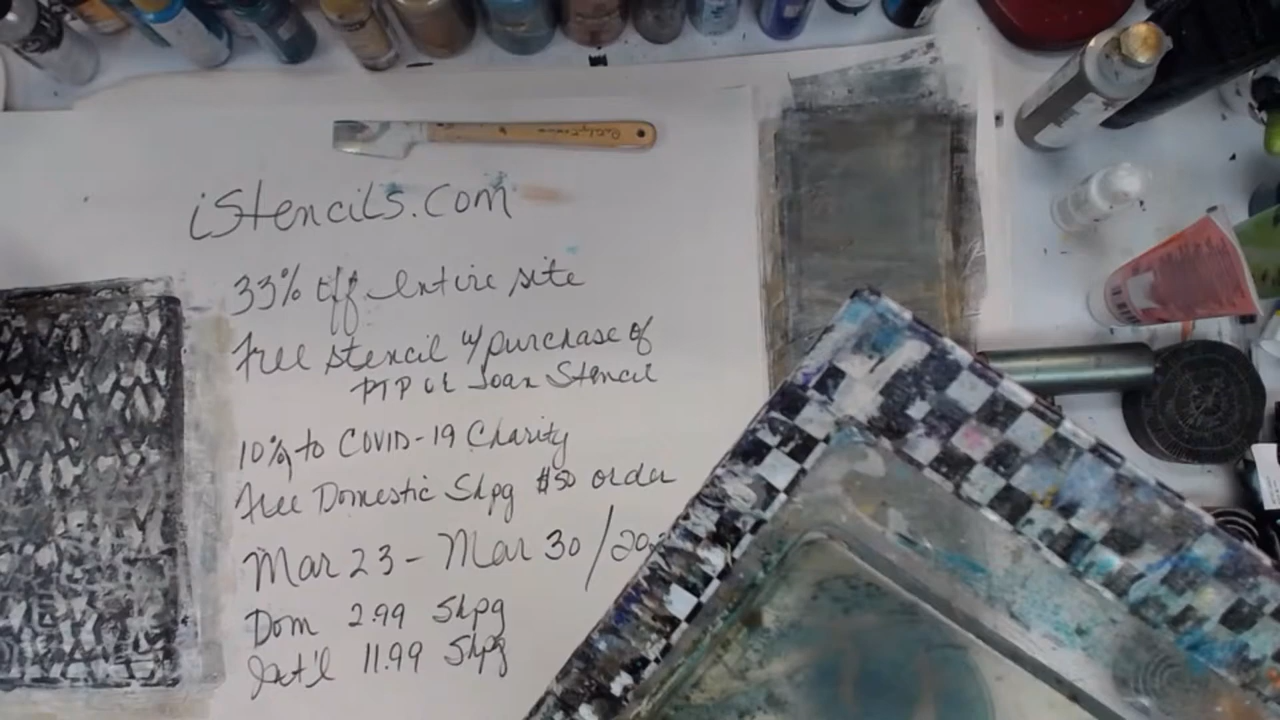 iStencils.com
33% off entire site
Free stencil w/purchase of
PTP or Joan Stencil
10% to COVID-19 Charity
Free Domestic Shpg $50 order
Mar 23 - Mar 30/20
Dom 2.99 Shpg
Int'l 11.99 Shpg